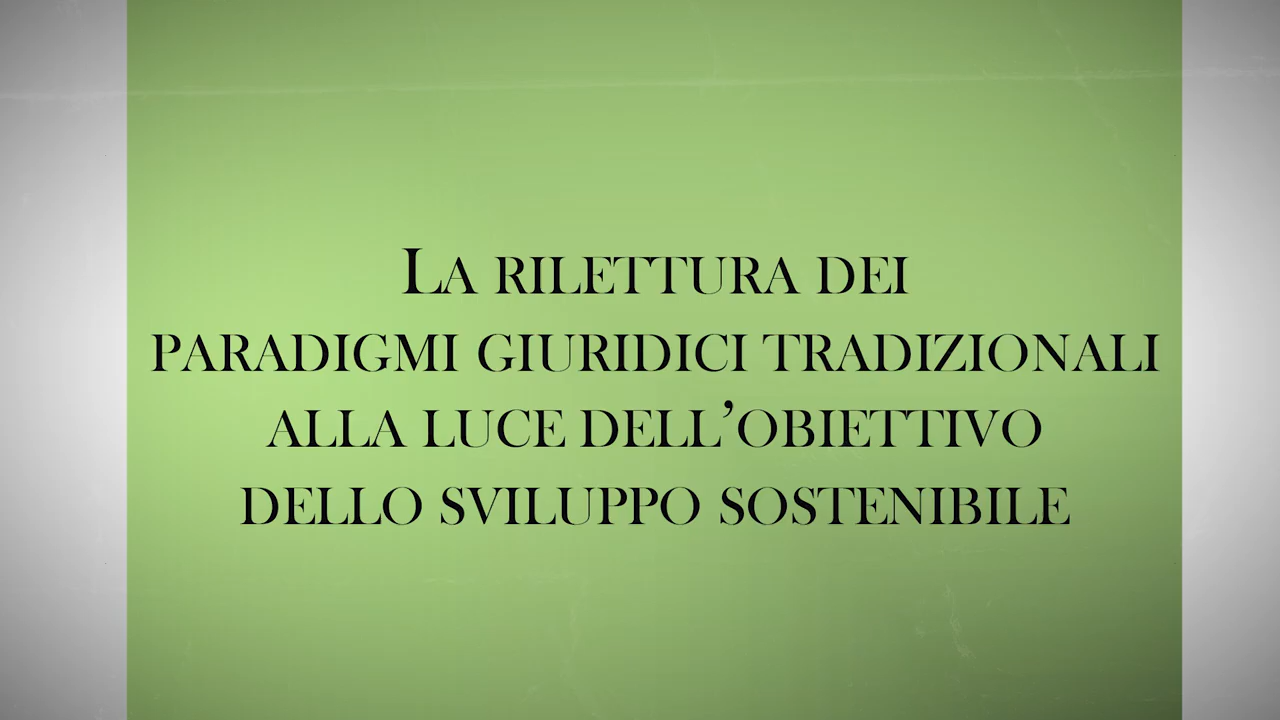 La rilettura dei
paradigmi giuridici tradizionali
alla luce dell’obiettivo
dello sviluppo sostenibile